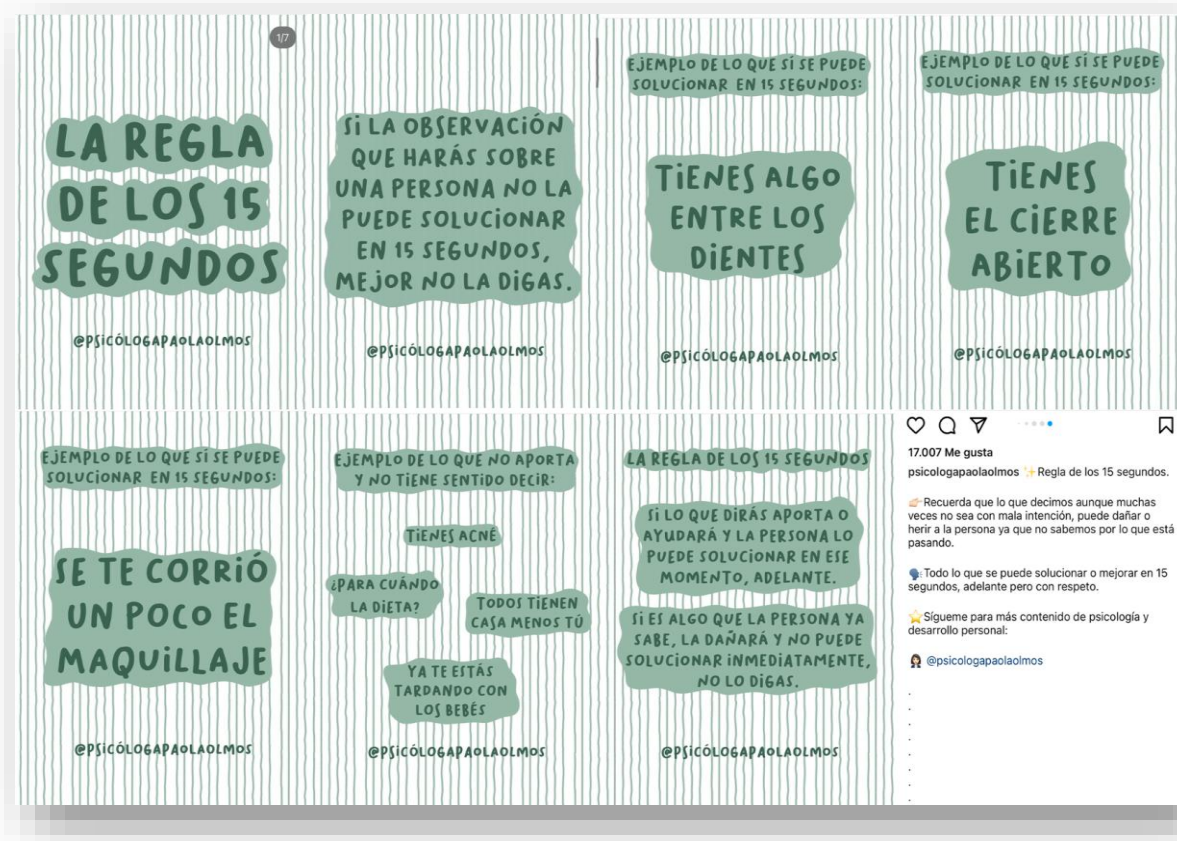 1/7
LA REGLA
DE LOS 15
SEGUNDOS
@PSICÓLOGAPAOLAOLMOS
SI LA OBSERVACIÓN
QUE HARÁS SOBRE
UNA PERSONA NO LA
PUEDE SOLUCIONAR
EN 15 SEGUNDOS,
MEJOR NO LA DIGAS.
@PSICÓLOGAPAOLAOLMOS
EJEMPLO DE LO QUE SÍ SE PUEDE
SOLUCIONAR EN 15 SEGUNDOS:
TIENES ALGO
ENTRE LOS
DIENTES
@PSICÓLOGAPAOLAOLMOS
EJEMPLO DE LO QUE SÍ SE PUEDE
SOLUCIONAR EN 15 SEGUNDOS:
TIENES
EL CIERRE
ABIERTO
@PSICÓLOGAPAOLAOLMOS
EJEMPLO DE LO QUE SÍ SE PUEDE
SOLUCIONAR EN 15 SEGUNDOS:
SE TE CORRIÓ
UN POCO EL
MAQUILLAJE
@PSICÓLOGAPAOLAOLMOS
EJEMPLO DE LO QUE NO APORTA
Y NO TIENE SENTIDO DECIR:
TIENES ACNÉ
¿PARA CUÁNDO
LA DIETA?
TODOS TIENEN
CASA MENOS TÚ
YA TE ESTÁS
TARDANDO CON
LOS BEBÉS
@PSICÓLOGAPAOLAOLMOS
LA REGLA DE LOS 15 SEGUNDOS
SI LO QUE DIRÁS APORTA O
AYUDARÁ Y LA PERSONA LO
PUEDE SOLUCIONAR EN ESE
MOMENTO, ADELANTE.
SI ES ALGO QUE LA PERSONA YA
SABE, LA DAÑARÁ Y NO PUEDE
SOLUCIONAR INMEDIATAMENTE,
NO LO DIGAS.
@PSICÓLOGAPAOLAOLMOS
17.007 Me gusta
psicologapaolaolmos ✨Regla de los 15 segundos.
👉🏻Recuerda que lo que decimos aunque muchas
veces no sea con mala intención, puede dañar o
herir a la persona ya que no sabemos por lo que está
pasando.
🗣️Todo lo que se puede solucionar o mejorar en 15
segundos, adelante pero con respeto.
⭐Sígueme para más contenido de psicología y
desarrollo personal:
👩🏻‍⚕️ @psicologapaolaolmos
.
.
.
.
.
.
.
.